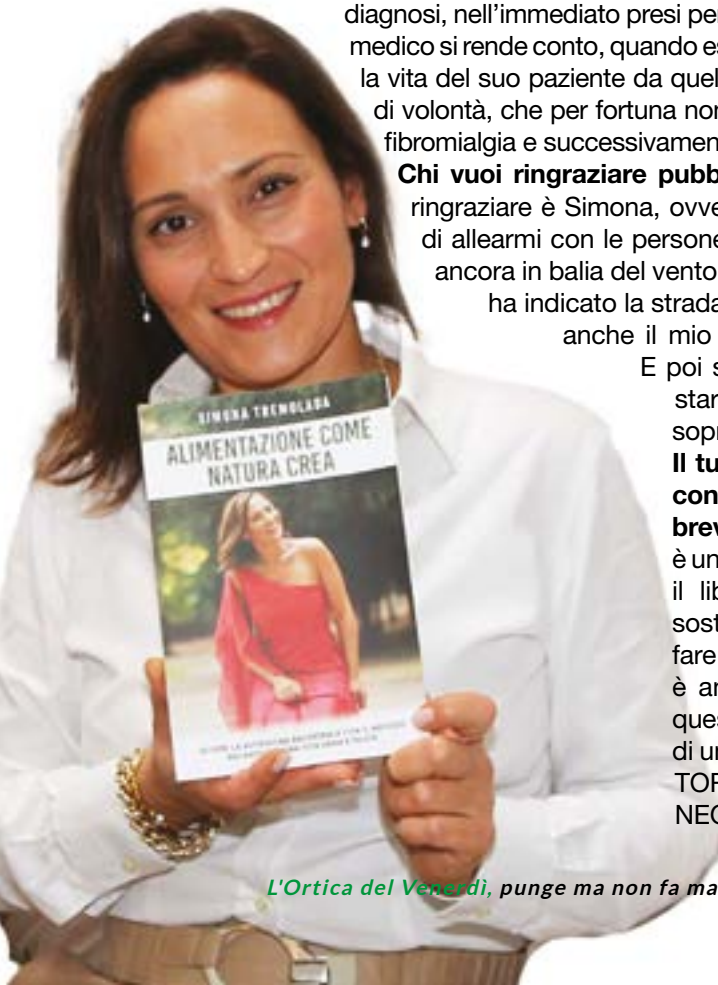 diagnosi, nell'immediato presi per
medico si rende conto, quando es
la vita del suo paziente da quel
di volontà, che per fortuna non
fibromialgia e successivamen
Chi vuoi ringraziare pubb
ringraziare è Simona, ovve
di allearmi con le persone
ancora in balia del vento
ha indicato la strada
anche il mio
E poi s
star
sopr
Il tu
con
brev
è un
il lib
sost
fare
è an
ques
di un
TOR
NEC
SIMONA TREMOLADA
ALIMENTAZIONE COME
NATURA CREA
L'Ortica del Venerdì, punge ma non fa ma